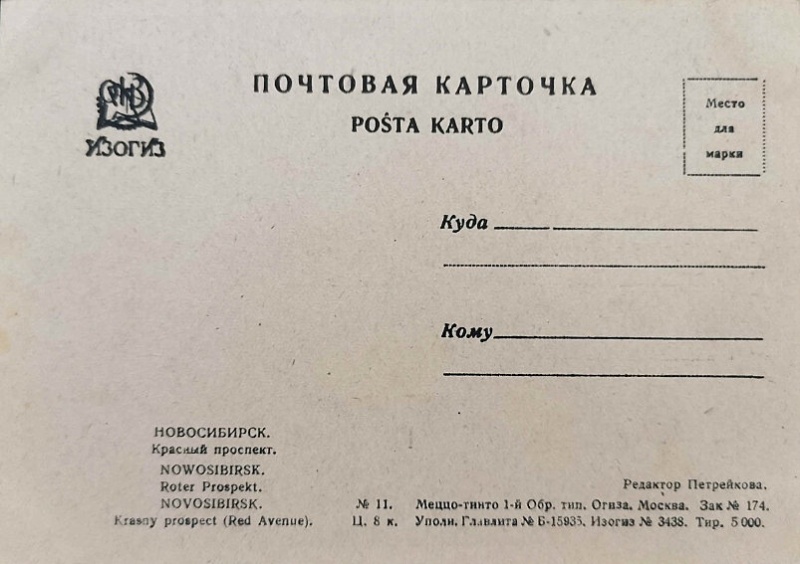 ПОЧТОВАЯ КАРТОЧКА
POŜTA KARTO
ИЗОГИЗ
Место
для
марки
Куда
Кому
НОВОСИБИРСК.
Красный проспект.
NOWOSIBIRSK.
Roter Prospekt.
NOVOSIBIRSK.
Krasny prospect (Red Avenue).
№ 11.
Ц. 8 к.
Редактор Петрейкова.
Меццо-тинто 1-й Обр. тип. Огиза. Москва. Зак № 174.
Уполн. Главлита № Б-15935. Изогиз № 3438. Тир. 5 000.